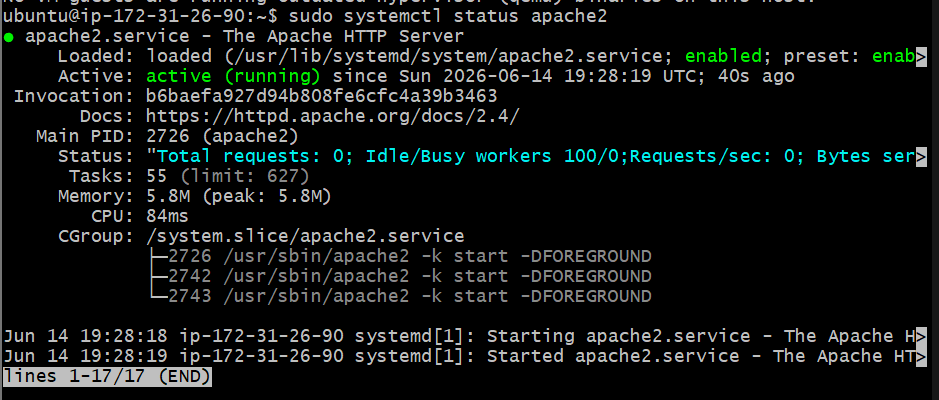 ubuntu@ip-172-31-26-90:~$ sudo systemctl status apache2
● apache2.service - The Apache HTTP Server
Loaded: loaded (/usr/lib/systemd/system/apache2.service; enabled; preset: enab>
Active: active (running) since Sun 2026-06-14 19:28:19 UTC; 40s ago
Invocation: b6baefa927d94b808fe6cfc4a39b3463
Docs: https://httpd.apache.org/docs/2.4/
Main PID: 2726 (apache2)
Status: "Total requests: 0; Idle/Busy workers 100/0;Requests/sec: 0; Bytes ser>
Tasks: 55 (limit: 627)
Memory: 5.8M (peak: 5.8M)
CPU: 84ms
CGroup: /system.slice/apache2.service
├─2726 /usr/sbin/apache2 -k start -DFOREGROUND
├─2742 /usr/sbin/apache2 -k start -DFOREGROUND
└─2743 /usr/sbin/apache2 -k start -DFOREGROUND
Jun 14 19:28:18 ip-172-31-26-90 systemd[1]: Starting apache2.service - The Apache H>
Jun 14 19:28:19 ip-172-31-26-90 systemd[1]: Started apache2.service - The Apache HT>
lines 1-17/17 (END)